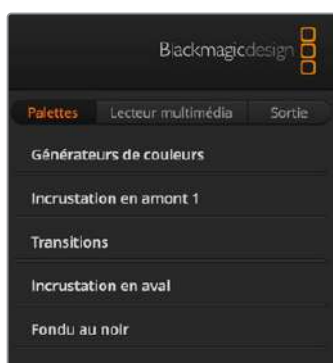 Blackmagicdesign
Palettes Lecteur multimédia Sortie
Générateurs de couleurs
Incrustation en amont 1
Transitions
Incrustation en aval
Fondu au noir